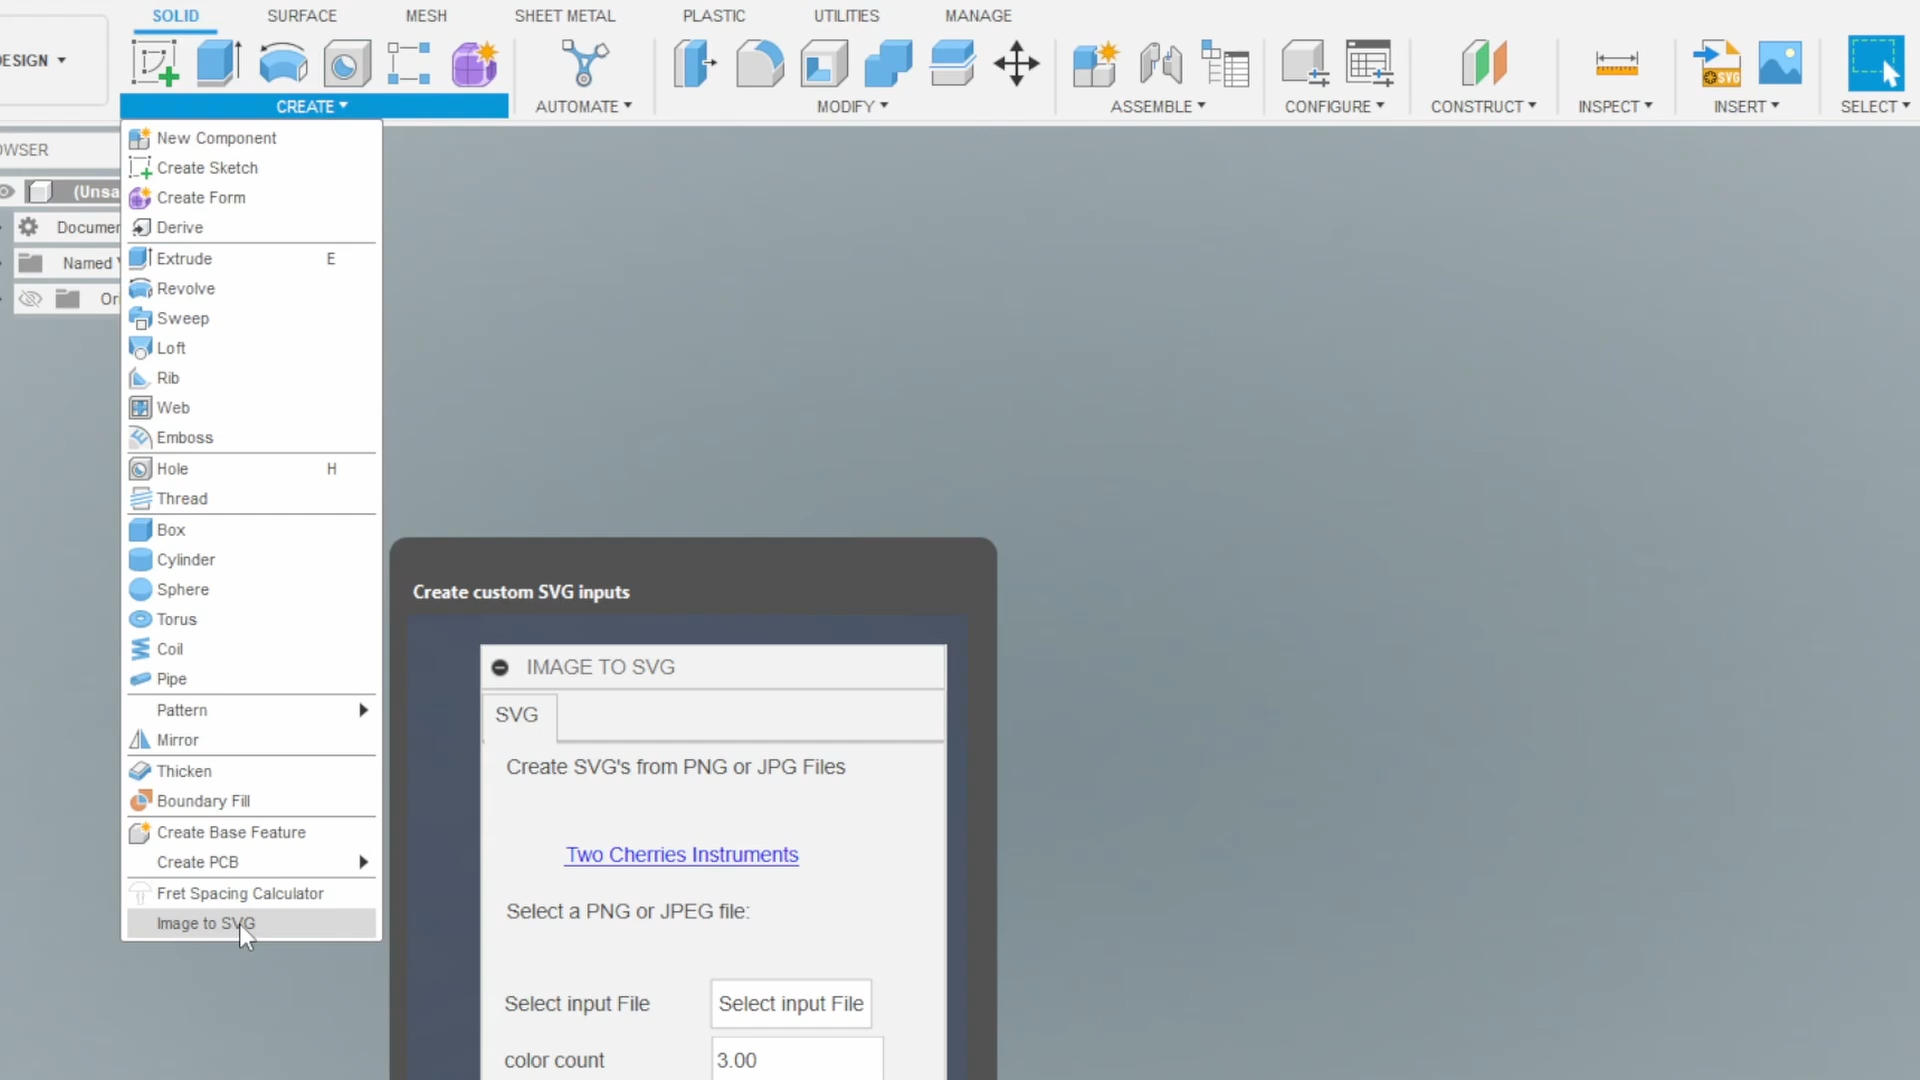 SOLID SURFACE MESH SHEET METAL PLASTIC UTILITIES MANAGE
ESIGN
CREATE AUTOMATE MODIFY ASSEMBLE CONFIGURE CONSTRUCT INSPECT INSERT SELECT
SVG
OWSER
(Unsa
Documen
Named V
Ori
New Component
Create Sketch
Create Form
Derive
Extrude E
Revolve
Sweep
Loft
Rib
Web
Emboss
Hole H
Thread
Box
Cylinder
Sphere
Torus
Coil
Pipe
Pattern
Mirror
Thicken
Boundary Fill
Create Base Feature
Create PCB
Fret Spacing Calculator
Image to SVG
Create custom SVG inputs
IMAGE TO SVG
SVG
Create SVG's from PNG or JPG Files
Two Cherries Instruments
Select a PNG or JPEG file:
Select input File Select input File
color count 3.00